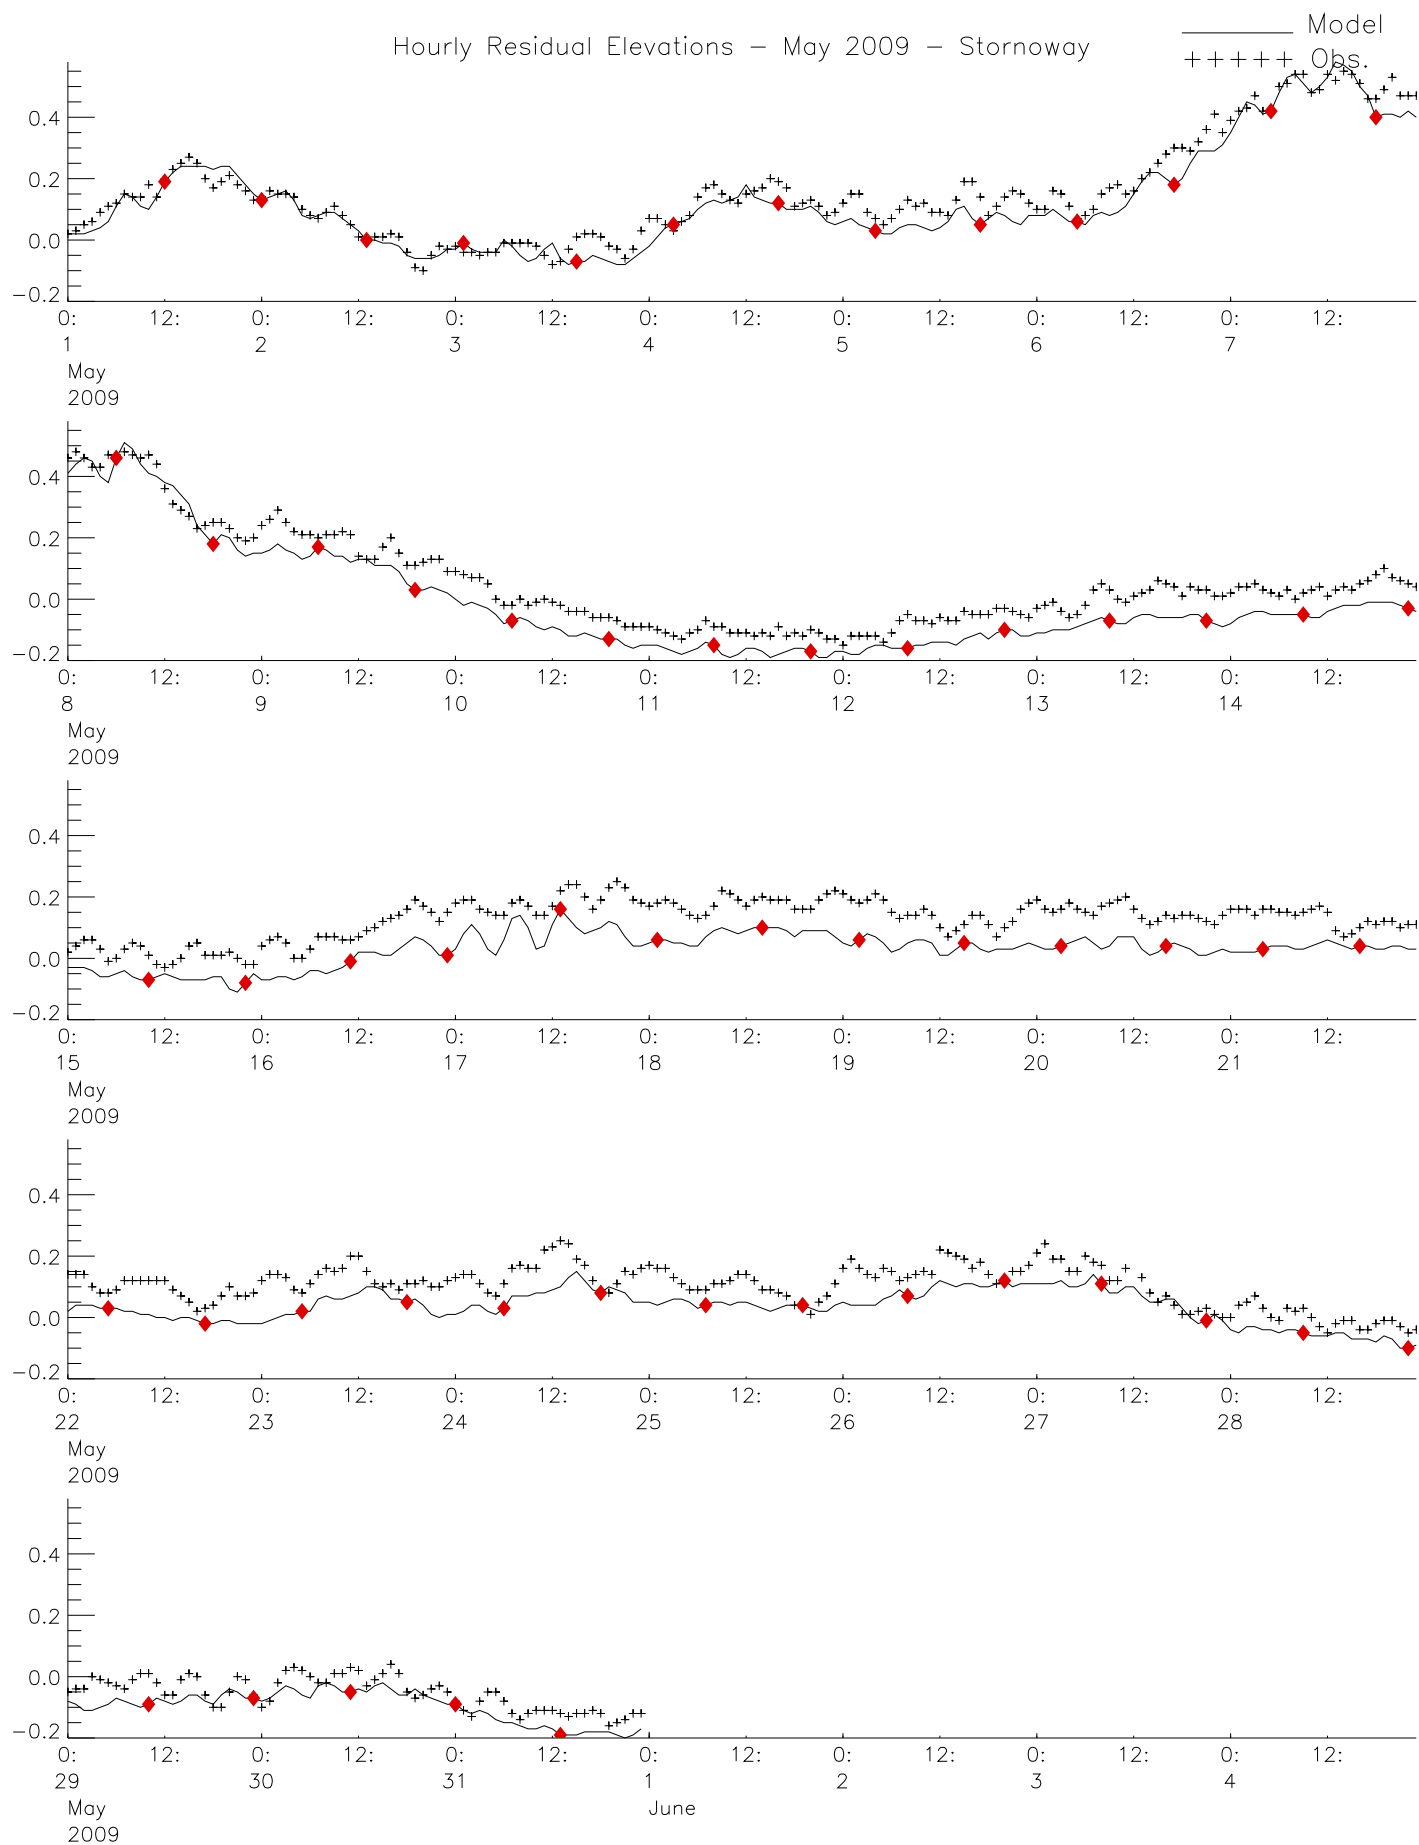 Hourly Residual Elevations – May 2009 – Stornoway
Model
+++++ Obs.
0.4
0.2
0.0
−0.2
0: 12: 0: 12: 0: 12: 0: 12: 0: 12: 0: 12: 0: 12:
1 2 3 4 5 6 7
May
2009
0.4
0.2
0.0
−0.2
0: 12: 0: 12: 0: 12: 0: 12: 0: 12: 0: 12: 0: 12:
8 9 10 11 12 13 14
May
2009
0.4
0.2
0.0
−0.2
0: 12: 0: 12: 0: 12: 0: 12: 0: 12: 0: 12: 0: 12:
15 16 17 18 19 20 21
May
2009
0.4
0.2
0.0
−0.2
0: 12: 0: 12: 0: 12: 0: 12: 0: 12: 0: 12: 0: 12:
22 23 24 25 26 27 28
May
2009
0.4
0.2
0.0
−0.2
0: 12: 0: 12: 0: 12: 0: 12: 0: 12: 0: 12: 0: 12:
29 30 31 1 2 3 4
May June
2009